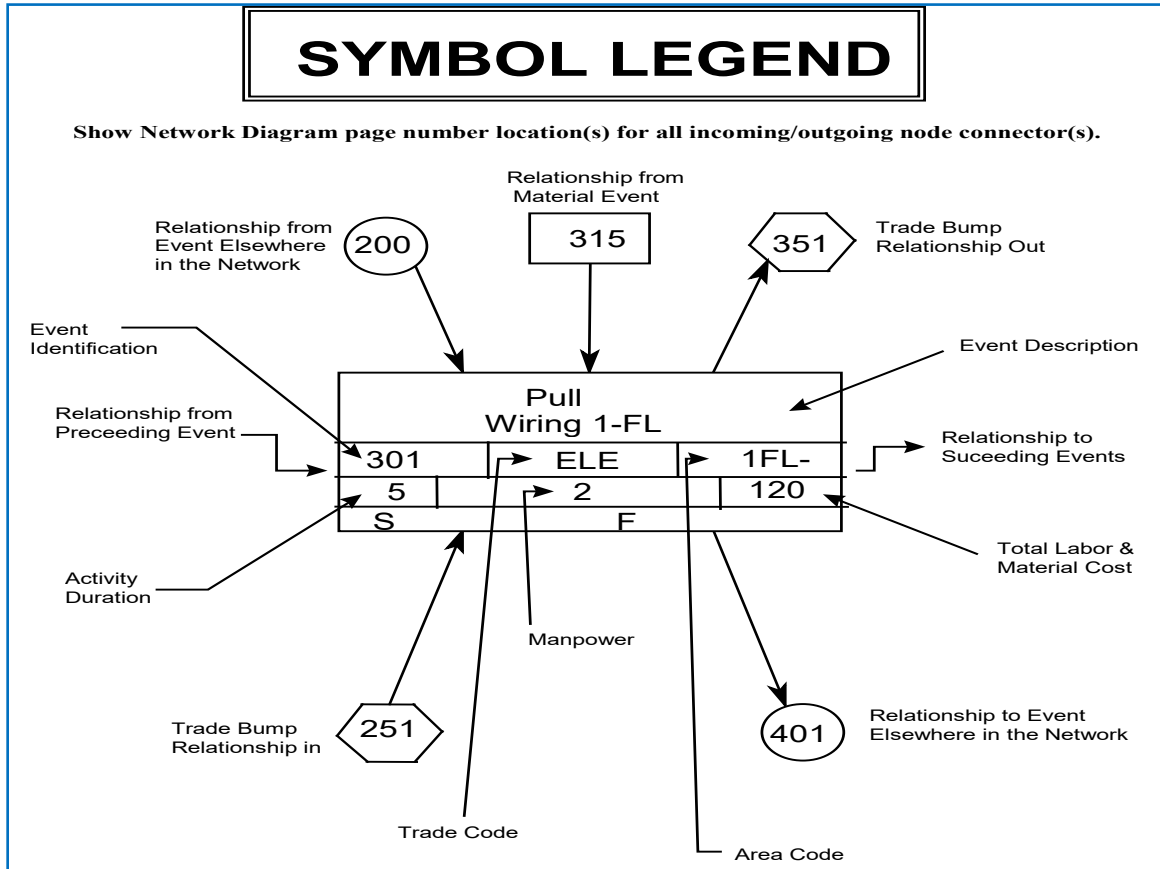 SYMBOL LEGEND
Show Network Diagram page number location(s) for all incoming/outgoing node connector(s).
Relationship from
Material Event
Relationship from
Event Elsewhere
in the Network
200
315
351
Trade Bump
Relationship Out
Event
Identification
Event Description
Pull
Wiring 1-FL
Relationship from
Preceeding Event
Relationship to
Suceeding Events
301
ELE
1FL-
5
2
120
S
F
Activity
Duration
Total Labor &
Material Cost
Manpower
Trade Bump
Relationship in
251
401
Relationship to Event
Elsewhere in the Network
Trade Code
Area Code